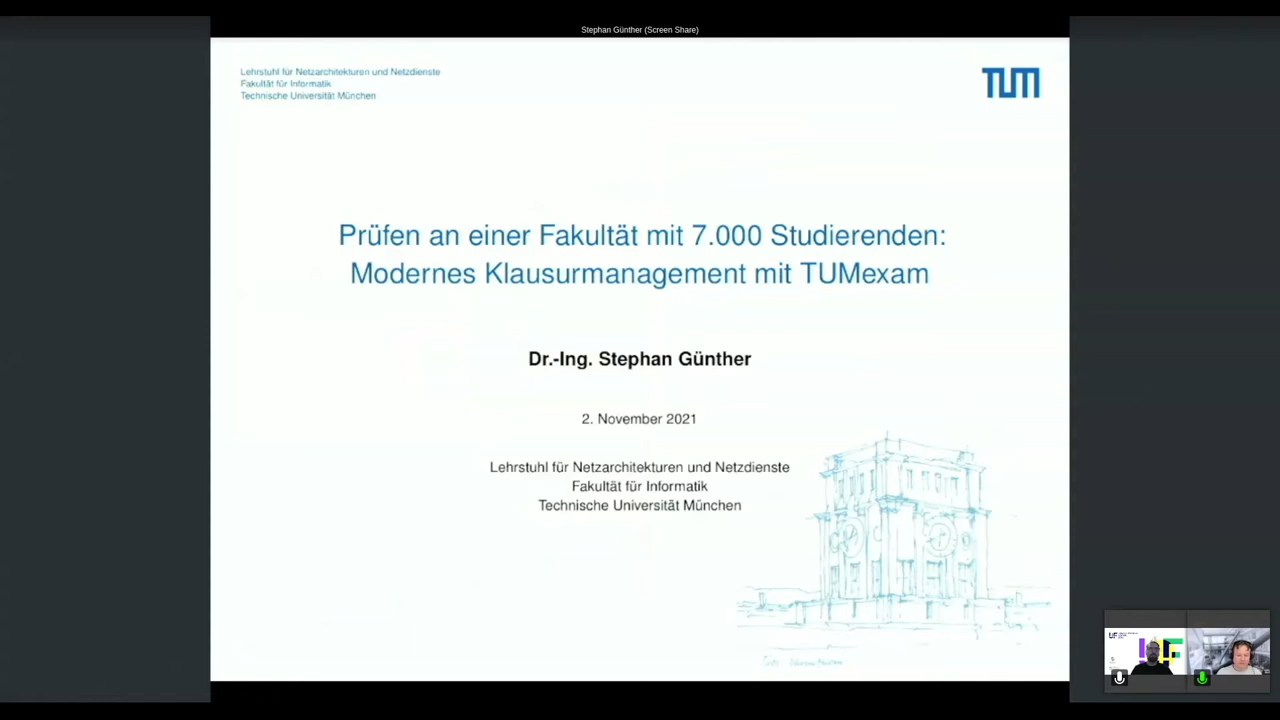 Stephan Günther (Screen Share)
Lehrstuhl für Netzarchitekturen und Netzdienste
Fakultät für Informatik
Technische Universität München
TUM
Prüfen an einer Fakultät mit 7.000 Studierenden:
Modernes Klausurmanagement mit TUMexam
Dr.-Ing. Stephan Günther
2. November 2021
Lehrstuhl für Netzarchitekturen und Netzdienste
Fakultät für Informatik
Technische Universität München